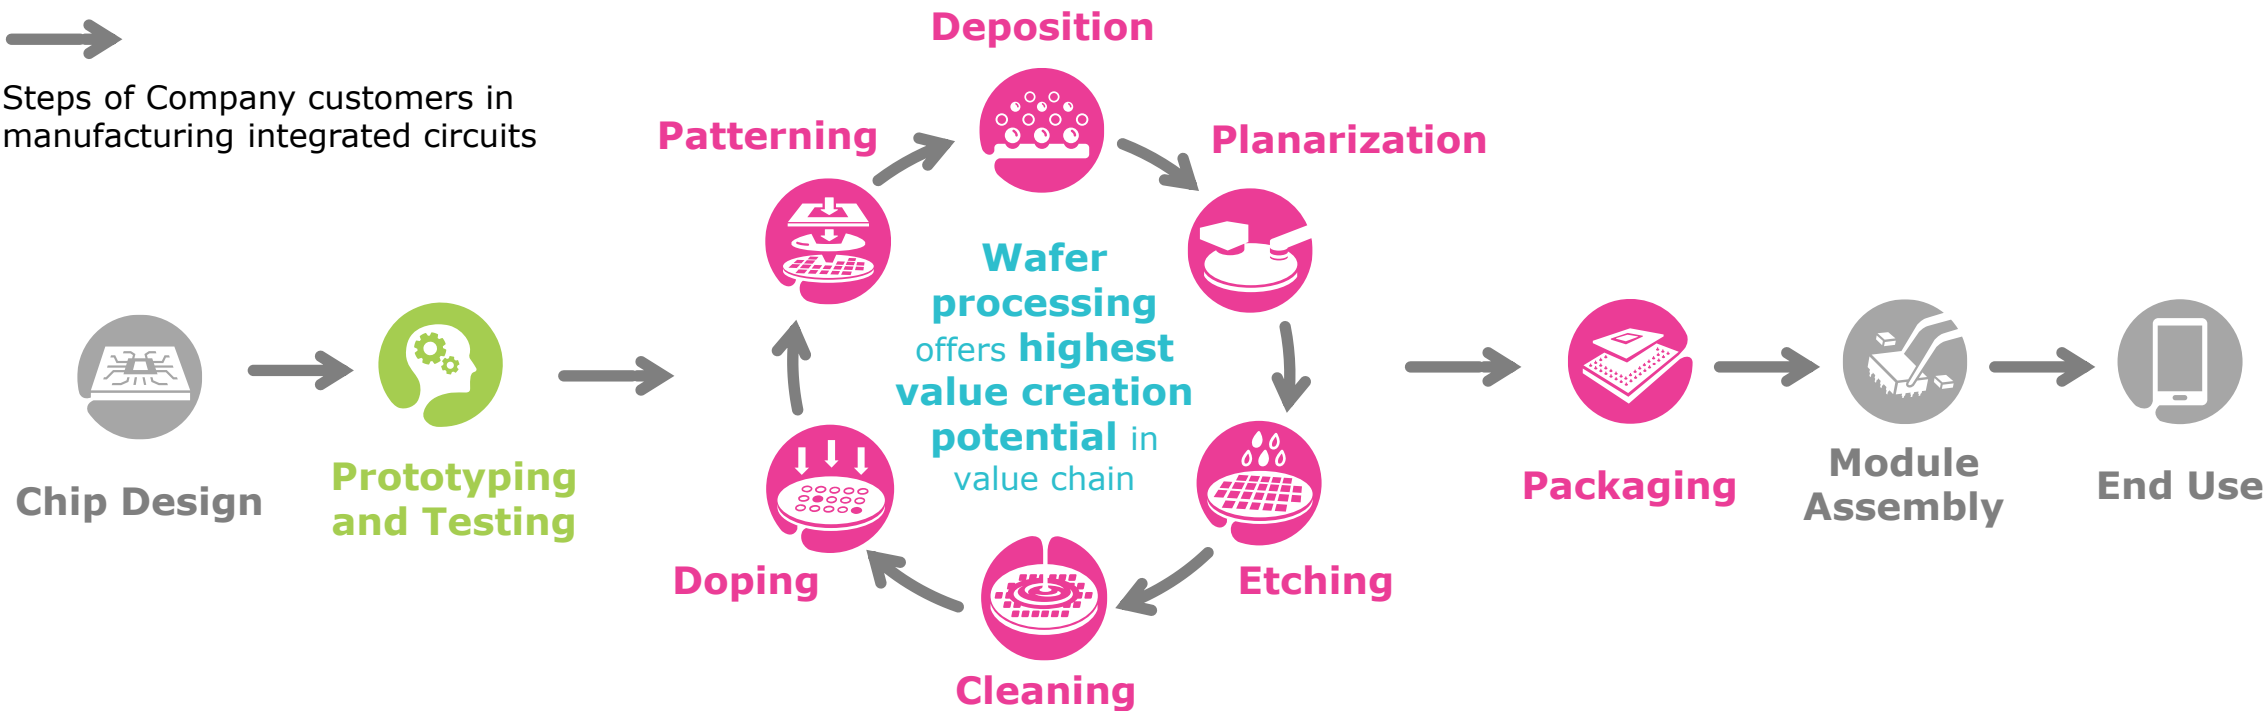 Steps of Company customers in
manufacturing integrated circuits
Chip Design
Prototyping
and Testing
Deposition
Patterning
Planarization
Wafer
processing
offers highest
value creation
potential in
value chain
Doping
Etching
Cleaning
Packaging
Module
Assembly
End Use